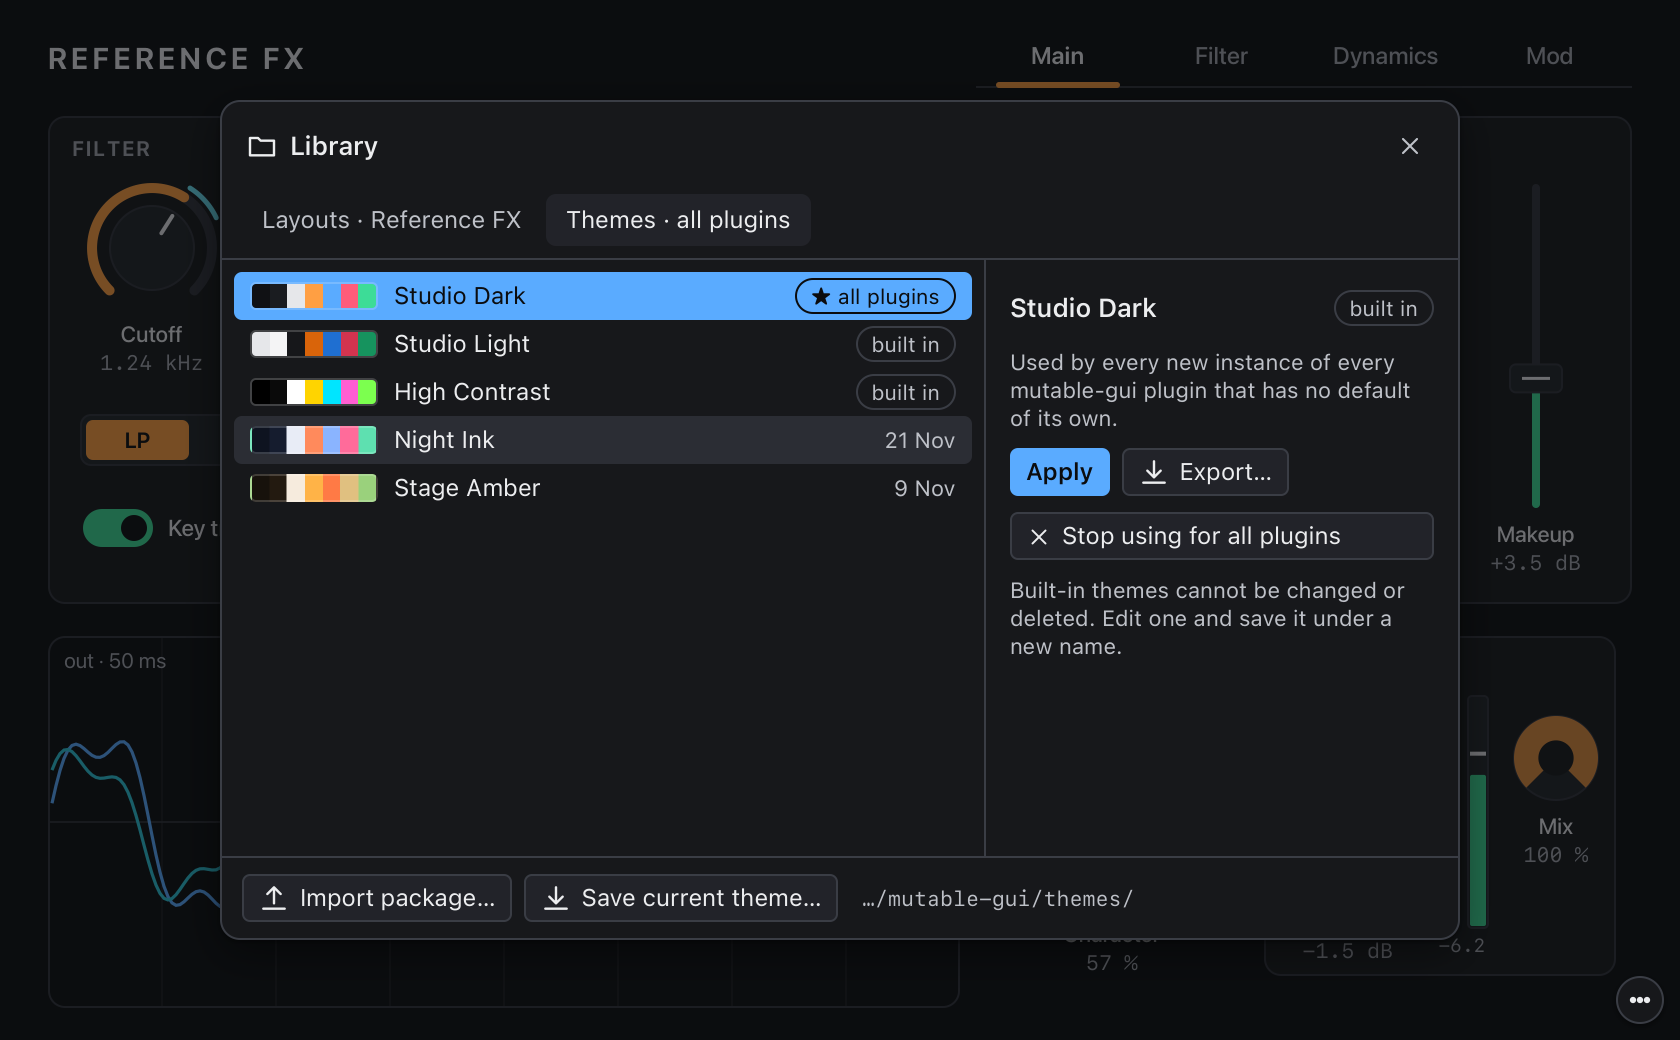 REFERENCE FX
Main
Filter
Dynamics
Mod
FILTER
Cutoff
1.24 kHz
LP
Key t
Library
Layouts · Reference FX
Themes · all plugins
Studio Dark
★ all plugins
Studio Light
built in
High Contrast
built in
Night Ink
21 Nov
Stage Amber
9 Nov
Studio Dark
built in
Used by every new instance of every
mutable-gui plugin that has no default
of its own.
Apply
Export…
Stop using for all plugins
Built-in themes cannot be changed or
deleted. Edit one and save it under a
new name.
Import package…
Save current theme…
…/mutable-gui/themes/
Makeup
+3.5 dB
out · 50 ms
Mix
100 %
57 %
−1.5 dB
−6.2